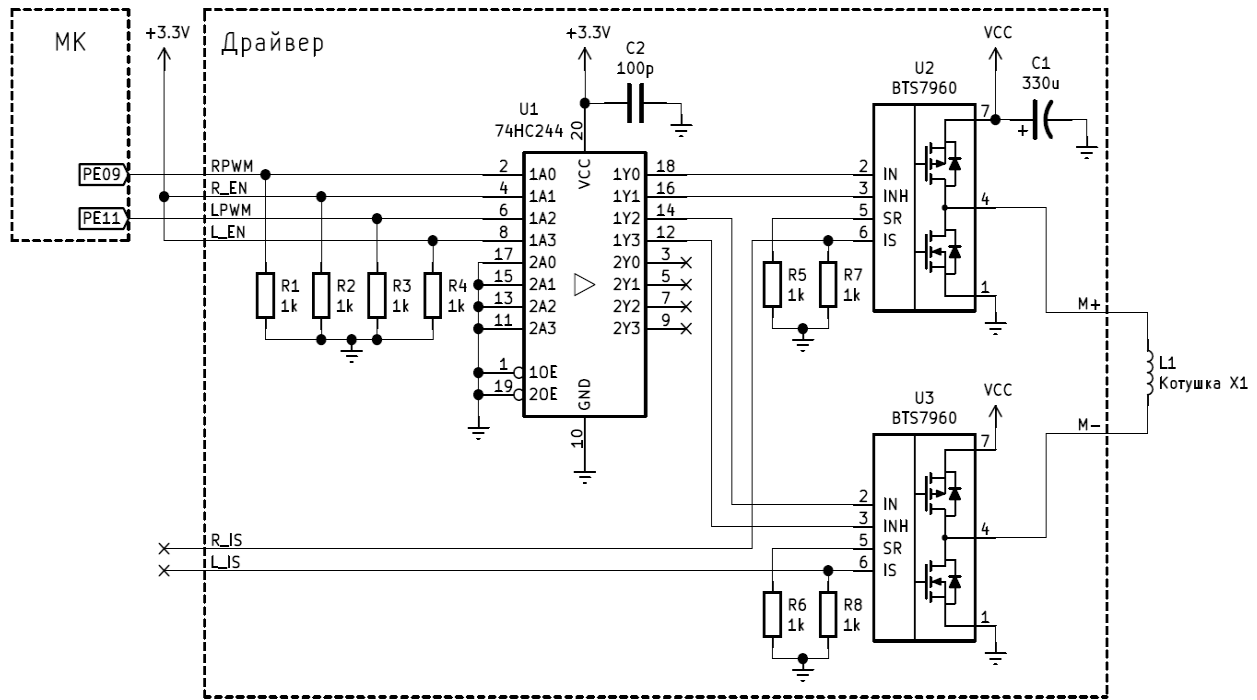 МК
+3.3V
Драйвер
+3.3V
C2
100p
VCC
C1
330u
+
U2
BTS7960
7
U1
74HC244
20
VCC
PE09
RPWM
2
1A0
1Y0
18
2
IN
R_EN
4
1A1
1Y1
16
3
INH
4
PE11
LPWM
6
1A2
1Y2
14
5
SR
L_EN
8
1A3
1Y3
12
6
IS
17
2A0
2Y0
3
15
2A1
2Y1
5
13
2A2
2Y2
7
11
2A3
2Y3
9
R1
1k
R2
1k
R3
1k
R4
1k
R5
1k
R7
1k
1
M+
1
1OE
19
2OE
GND
10
L1
Котушка X1
U3
BTS7960
VCC
7
M-
2
IN
3
INH
4
R_IS
5
SR
L_IS
6
IS
R6
1k
R8
1k
1